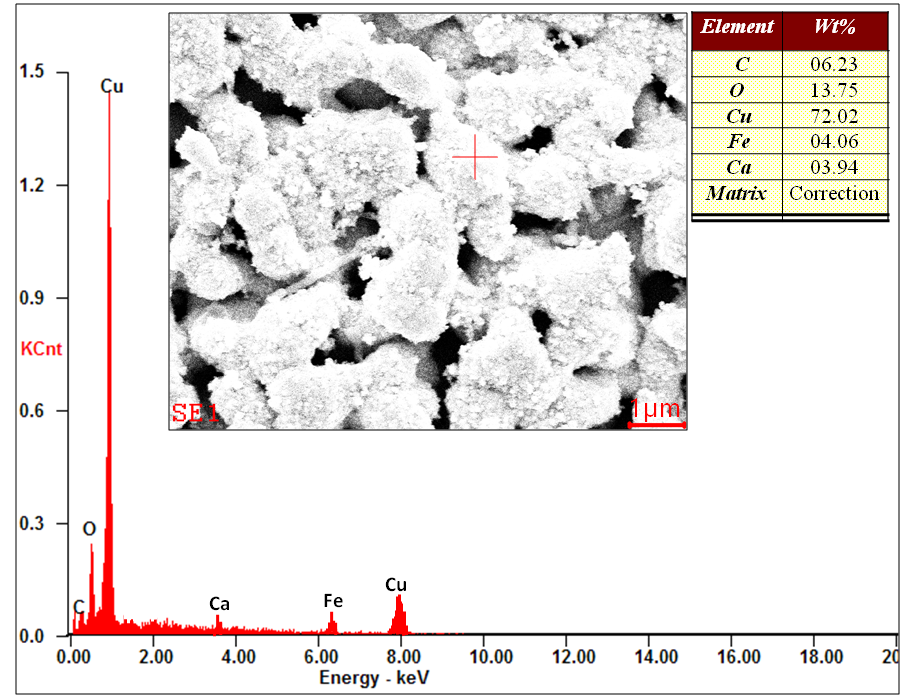 Element Wt%
C 06.23
O 13.75
Cu 72.02
Fe 04.06
Ca 03.94
Matrix Correction
1.5
1.2
0.9
KCnt
0.6
0.3
0.0
Cu
O
C
Ca
Fe
Cu
SE1
1µm
0.00 2.00 4.00 6.00 8.00 10.00 12.00 14.00 16.00 18.00 20
Energy - keV